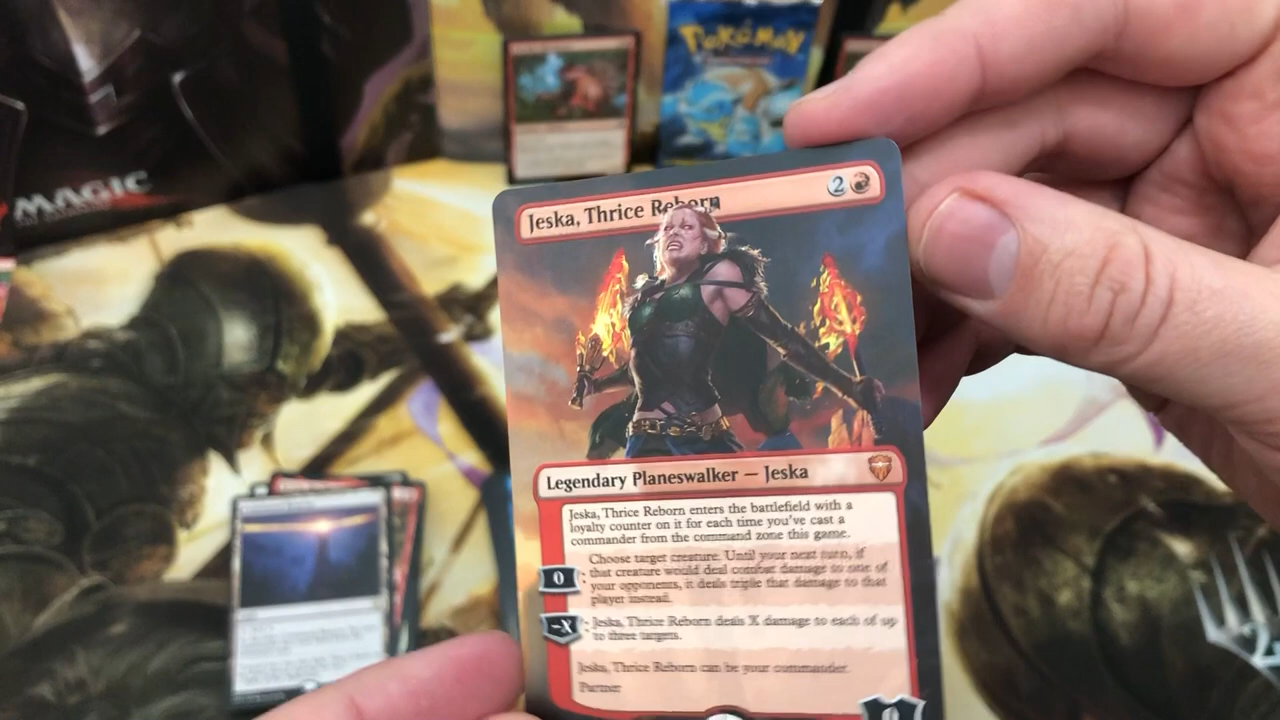 POKéMON
MAGIC
Jeska, Thrice Reborn
2
Legendary Planeswalker — Jeska
Jeska, Thrice Reborn enters the battlefield with a
loyalty counter on it for each time you've cast a
commander from the command zone this game.
0
: Choose target creature. Until your next turn, if
that creature would deal combat damage to one of
your opponents, it deals triple that damage to that
player instead.
-X
: Jeska, Thrice Reborn deals X damage to each of up
to three targets.
Jeska, Thrice Reborn can be your commander.
Partner
0